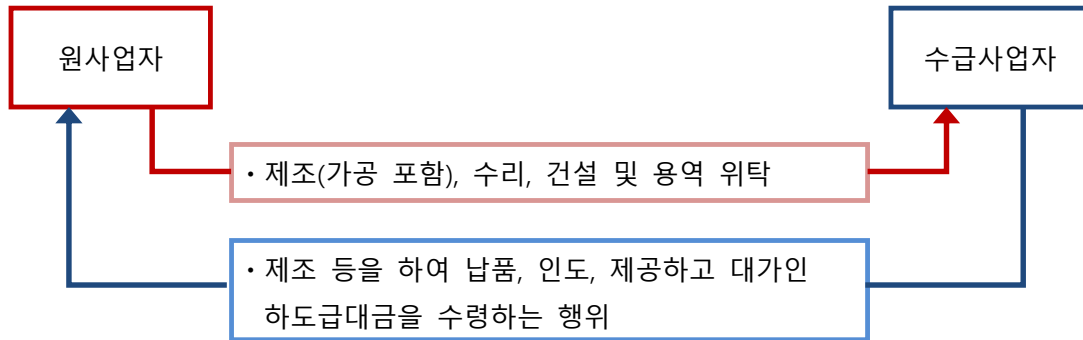 원사업자
수급사업자
· 제조(가공 포함), 수리, 건설 및 용역 위탁
· 제조 등을 하여 납품, 인도, 제공하고 대가인
하도급대금을 수령하는 행위